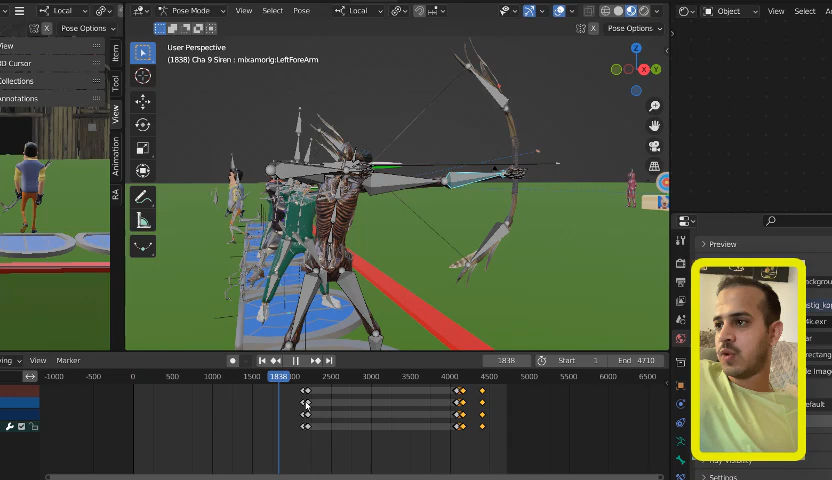 Local
Pose Options
View
3D Cursor
Collections
Annotations
Item
Tool
View
Animation
RA
Pose Mode
View
Select
Pose
Local
Pose Options
User Perspective
(1838) Cha 9 Siren : mixamorig:LeftForeArm
Z
X
Y
Object
View
Select
Preview
View
Marker
1838
Start
1
End
4710
-1000
-500
0
500
1000
1500
1838
2500
3000
3500
4000
4500
5000
5500
6000
6500
Settings